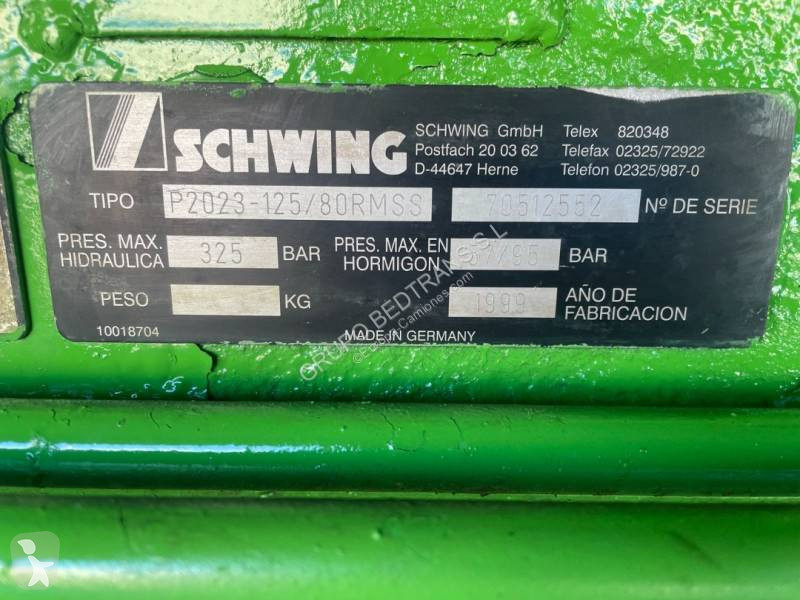 SCHWING
SCHWING GmbH Telex 820348
Postfach 20 03 62 Telefax 02325/72922
D-44647 Herne Telefon 02325/987-0
TIPO P2023-125/80RMSS 70512552 Nº DE SERIE
PRES. MAX. HIDRAULICA 325 BAR PRES. MAX. EN HORMIGON BAR
PESO KG 1999 AÑO DE FABRICACION
10018704 MADE IN GERMANY
GRUPO BEDTRANS S.L